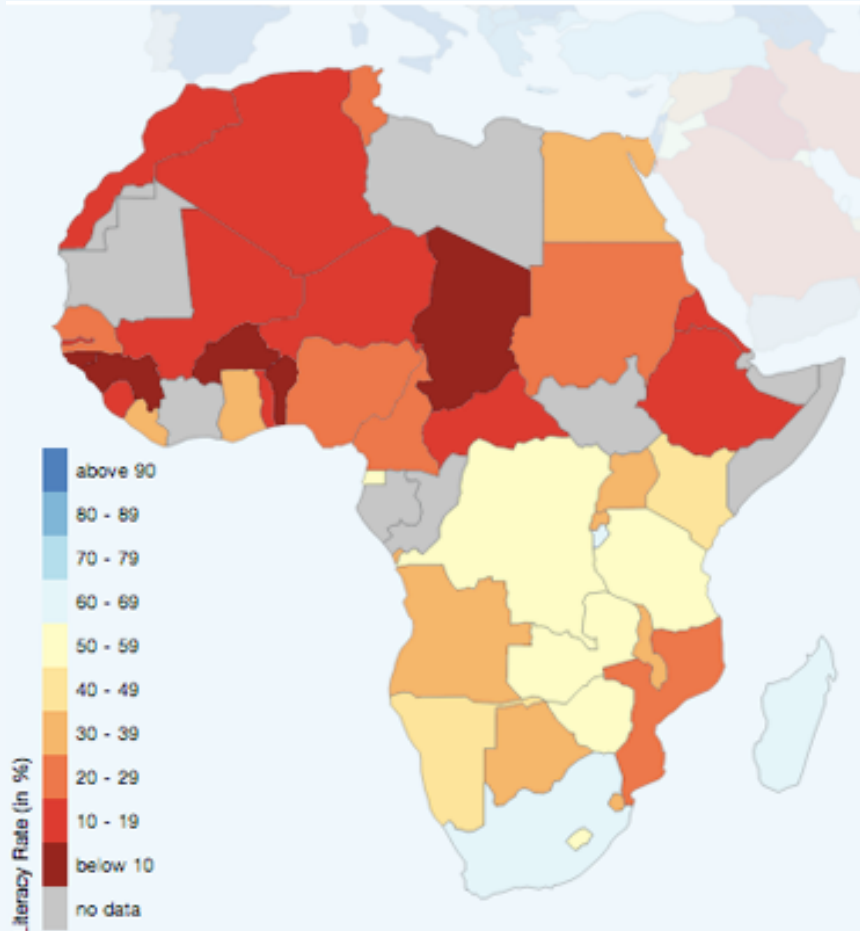 above 90
80 - 89
70 - 79
60 - 69
50 - 59
40 - 49
30 - 39
20 - 29
10 - 19
below 10
no data
Literacy Rate (in %)